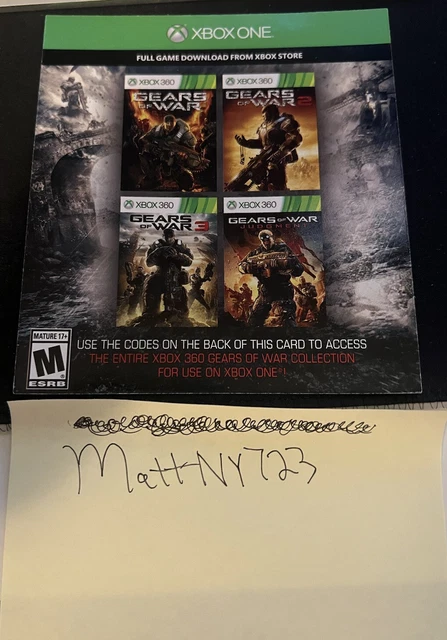 XBOX ONE
FULL GAME DOWNLOAD FROM XBOX STORE
XBOX 360
GEARS
OF WAR
XBOX 360
GEARS
OF WAR 2
XBOX 360
GEARS
OF WAR 3
XBOX 360
GEARS OF WAR
JUDGMENT
MATURE 17+
M
ESRB
USE THE CODES ON THE BACK OF THIS CARD TO ACCESS
THE ENTIRE XBOX 360 GEARS OF WAR COLLECTION
FOR USE ON XBOX ONE*!
MattNY723